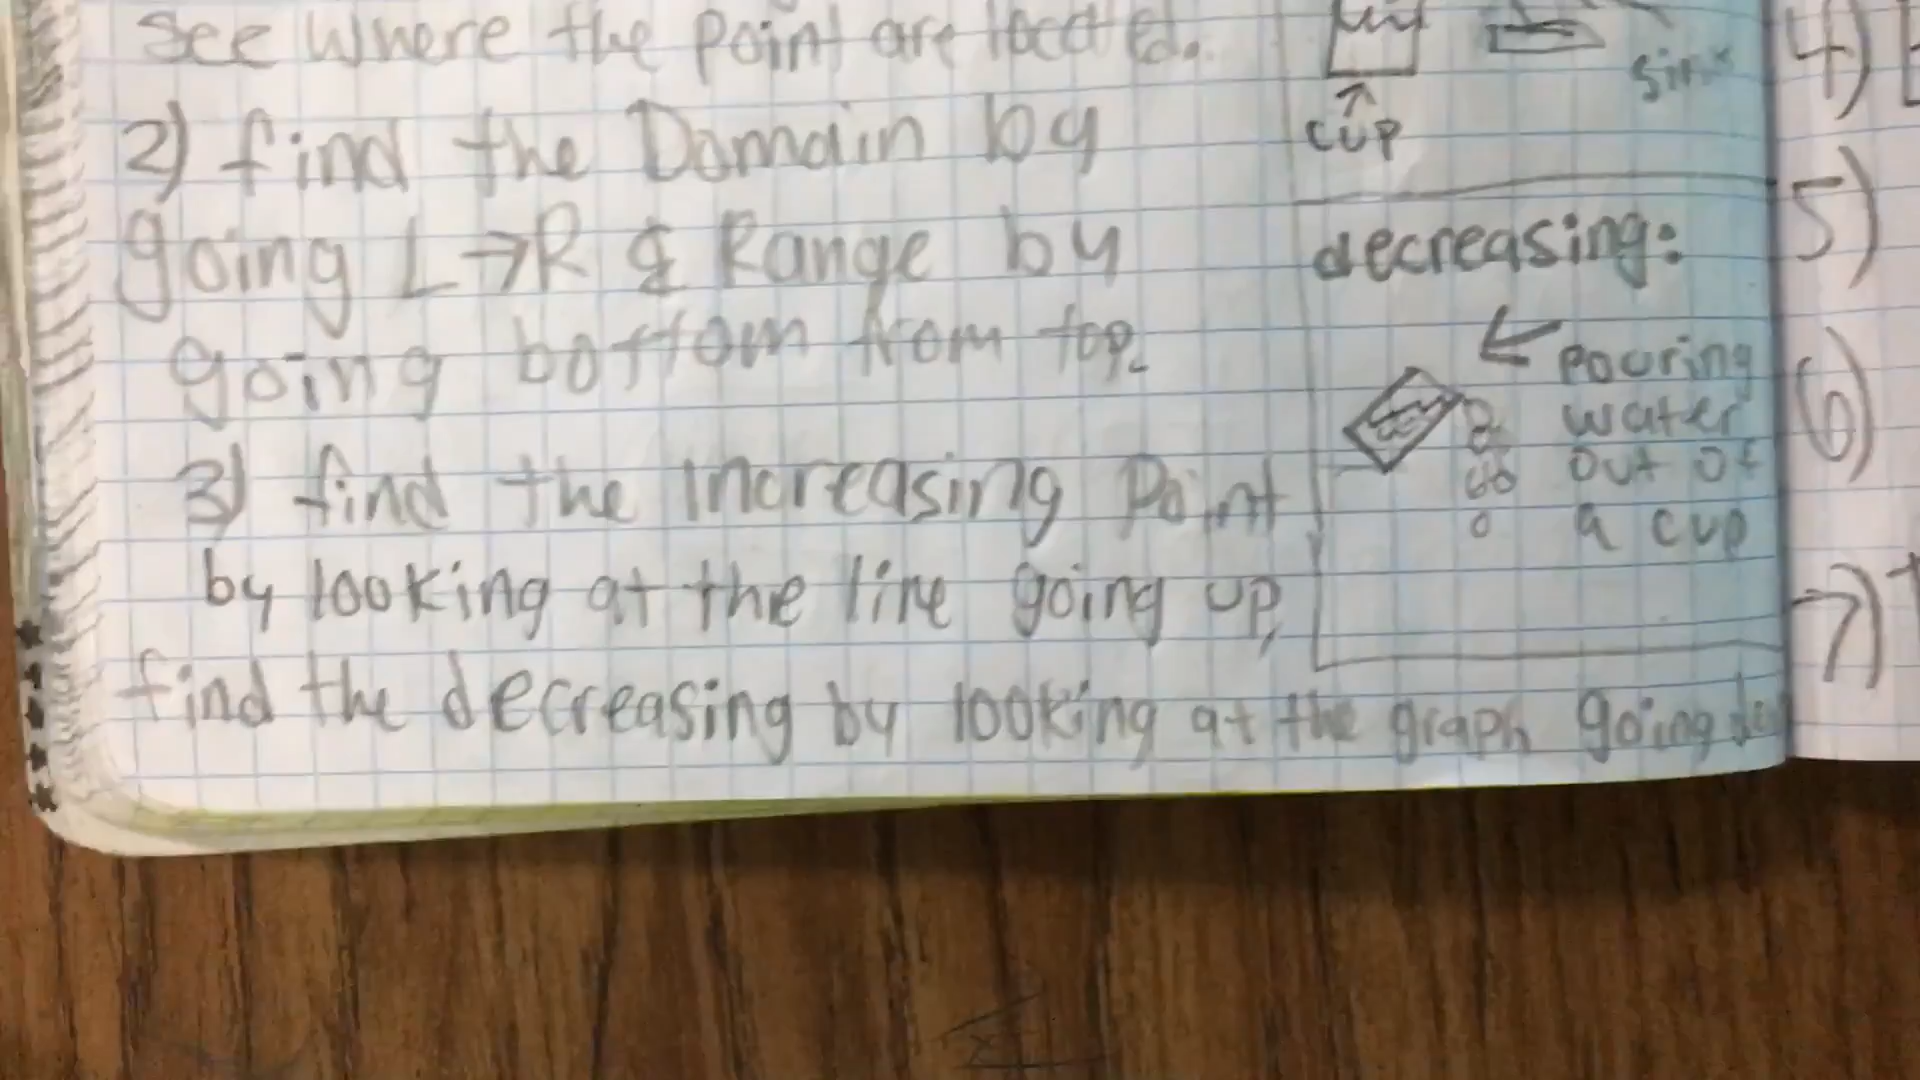 see where the point are located.
2) find the Domain by
going L→R & Range by
going bottom from top.
3) find the increasing point
by looking at the line going up,
find the decreasing by looking at the graph going
sink
cup
decreasing:
pouring
water
out of
a cup
4)
5)
6)
7)